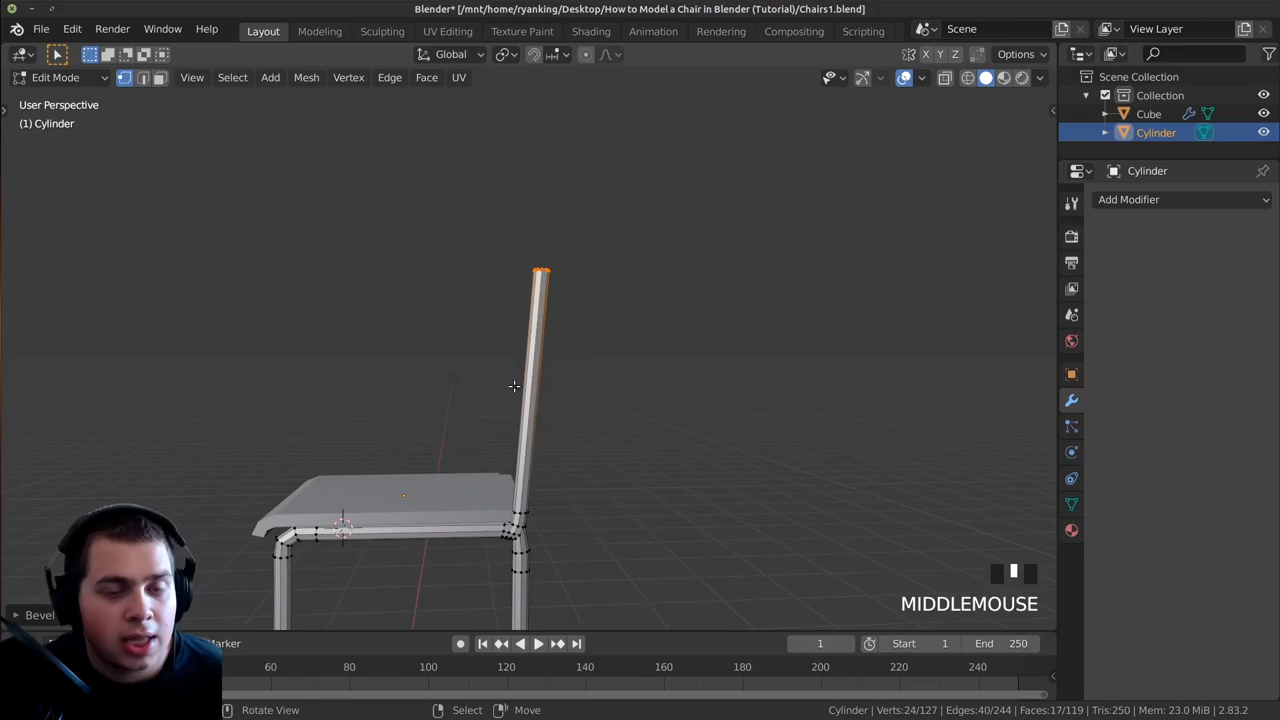 Blender* [/mnt/home/ryanking/Desktop/How to Model a Chair in Blender (Tutorial)/Chairs1.blend]
File Edit Render Window Help Layout Modeling Sculpting UV Editing Texture Paint Shading Animation Rendering Compositing Scripting Scene View Layer
Global X Y Z Options
Edit Mode View Select Add Mesh Vertex Edge Face UV
User Perspective
(1) Cylinder
Scene Collection
Collection
Cube
Cylinder
Cylinder
Add Modifier
MIDDLEMOUSE
Bevel
Marker 1 Start 1 End 250
60 80 100 120 140 160 180 200 220 240
Rotate View Select Move Cylinder | Verts:24/127 | Edges:40/244 | Faces:17/119 | Tris:250 | Mem: 23.0 MiB | 2.83.2